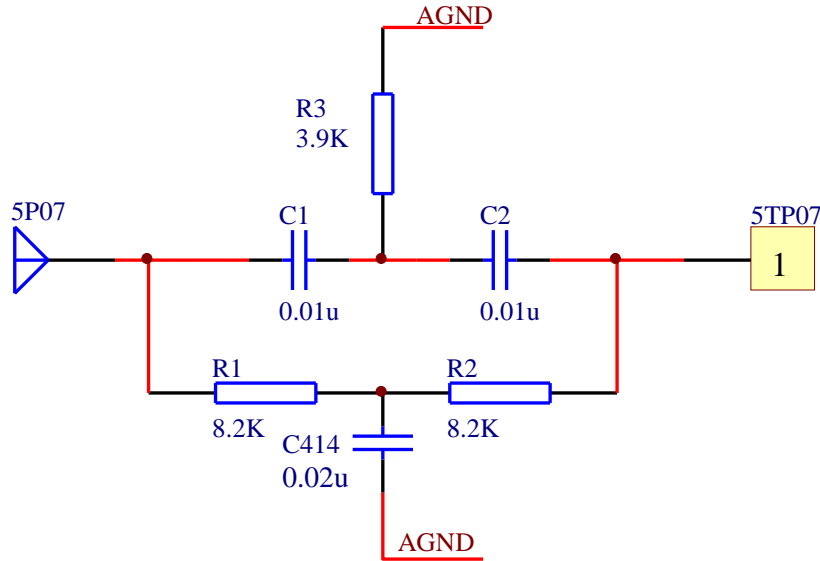 AGND
R3
3.9K
5P07
C1
C2
5TP07
1
0.01u
0.01u
R1
R2
8.2K
8.2K
C414
0.02u
AGND